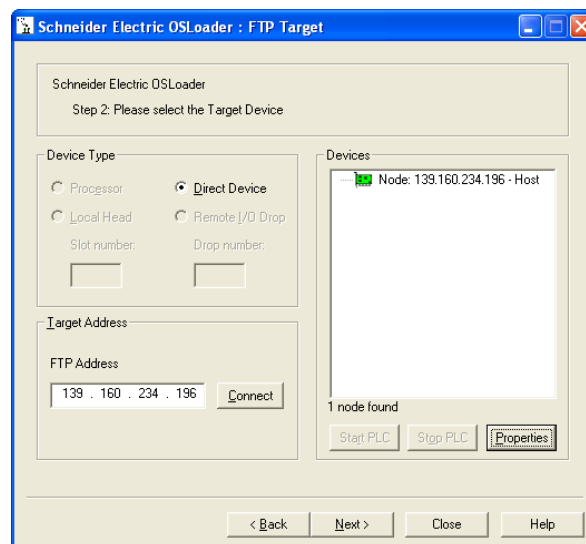 Schneider Electric OSLoader : FTP Target
Schneider Electric OSLoader
Step 2: Please select the Target Device
Device Type
Processor
Direct Device
Local Head
Remote I/O Drop
Slot number:
Drop number:
Target Address
FTP Address
139 . 160 . 234 . 196
Connect
Devices
Node: 139.160.234.196 - Host
1 node found
Start PLC
Stop PLC
Properties
< Back
Next >
Close
Help